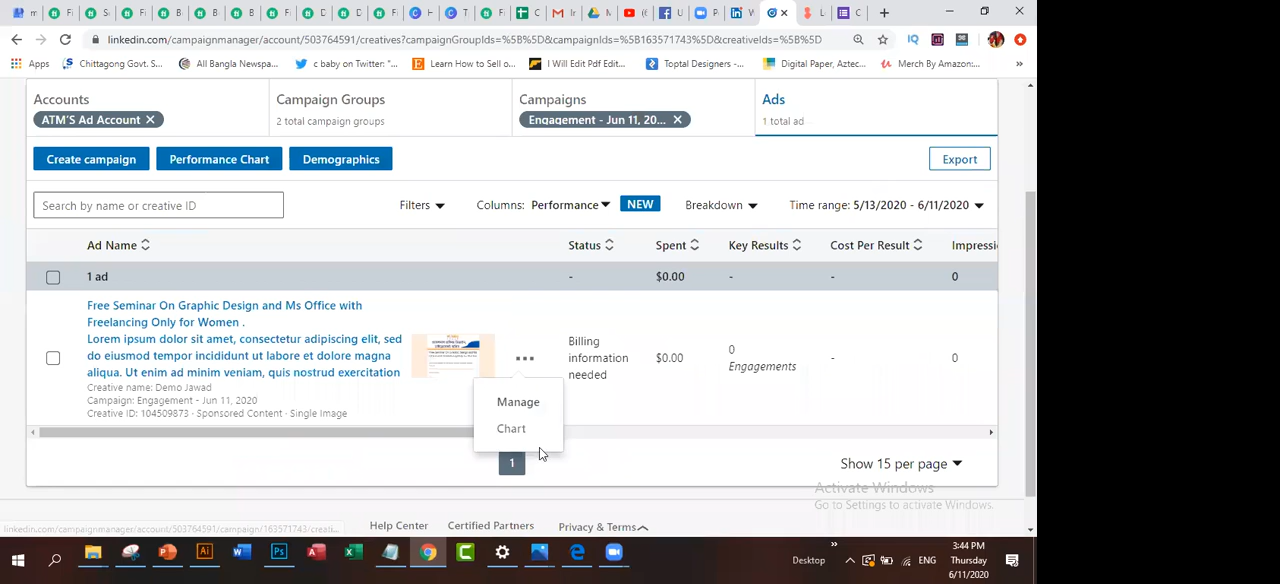 linkedin.com/campaignmanager/account/503764591/creatives?campaignGroupIds=%5B%5D&campaignIds=%5B163571743%5D&creativeIds=%5B%5D
Apps
Chittagong Govt. S...
All Bangla Newspa...
c baby on Twitter: "...
Learn How to Sell o...
I Will Edit Pdf Edit...
Toptal Designers -...
Digital Paper, Aztec...
Merch By Amazon:...
Accounts
ATM'S Ad Account
Campaign Groups
2 total campaign groups
Campaigns
Engagement - Jun 11, 20...
Ads
1 total ad
Create campaign
Performance Chart
Demographics
Export
Search by name or creative ID
Filters
Columns: Performance
NEW
Breakdown
Time range: 5/13/2020 - 6/11/2020
Ad Name
Status
Spent
Key Results
Cost Per Result
Impressi
1 ad
-
$0.00
-
-
0
Free Seminar On Graphic Design and Ms Office with
Freelancing Only for Women .
Lorem ipsum dolor sit amet, consectetur adipiscing elit, sed
do eiusmod tempor incididunt ut labore et dolore magna
aliqua. Ut enim ad minim veniam, quis nostrud exercitation
Creative name: Demo Jawad
Campaign: Engagement - Jun 11, 2020
Creative ID: 104509873 · Sponsored Content · Single Image
Billing
information
needed
$0.00
0
Engagements
-
0
Manage
Chart
1
Show 15 per page
Activate Windows
Go to Settings to activate Windows.
linkedin.com/campaignmanager/account/503764591/campaign/163571743/creati...
Help Center
Certified Partners
Privacy & Terms
Desktop
ENG
3:44 PM
Thursday
6/11/2020